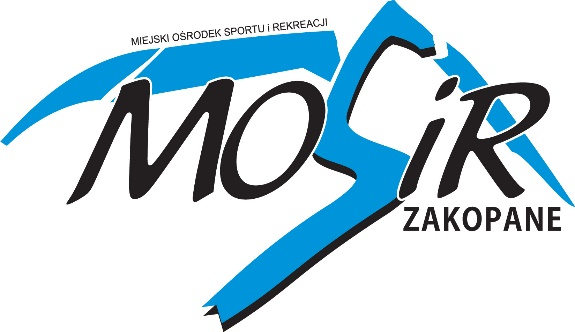 MIEJSKI OŚRODEK SPORTU i REKREACJI
MOSiR
ZAKOPANE